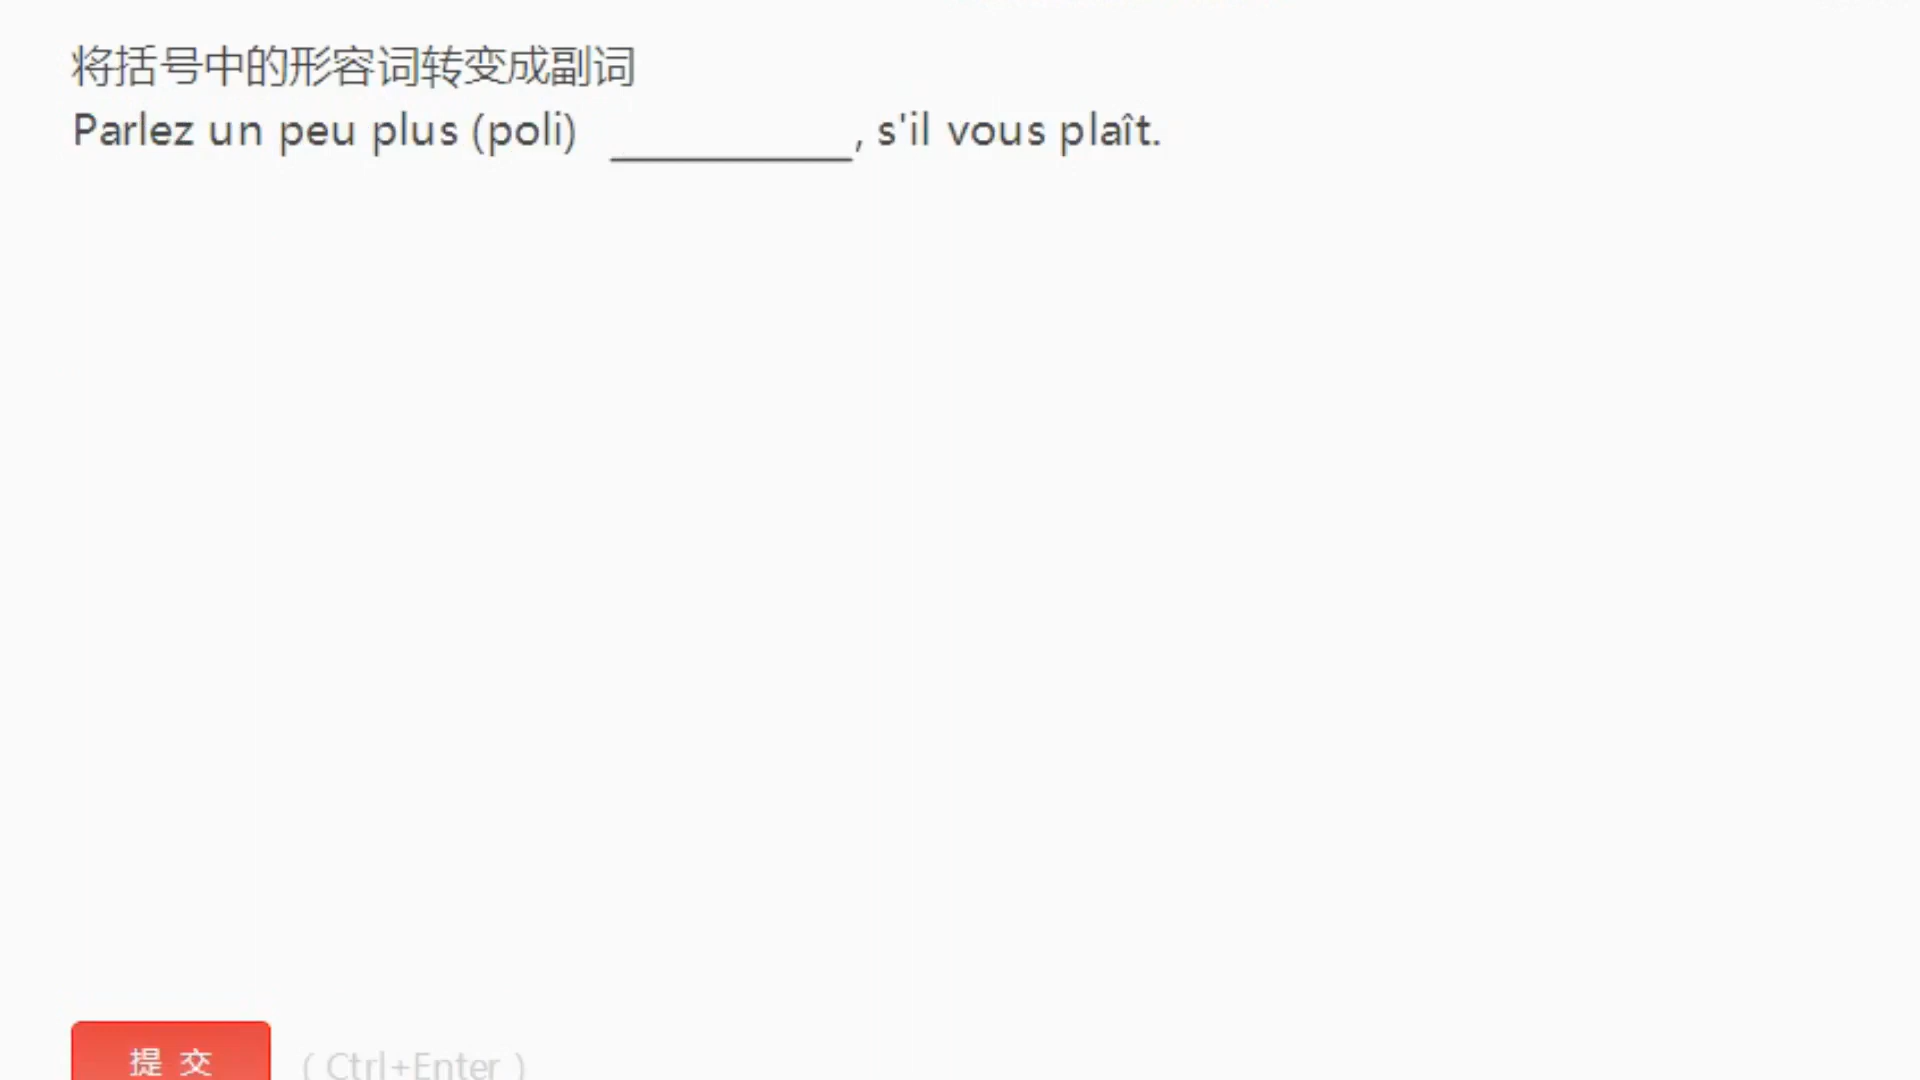 将括号中的形容词转变成副词
Parlez un peu plus (poli) __________, s'il vous plaît.
提 交 ( Ctrl+Enter )